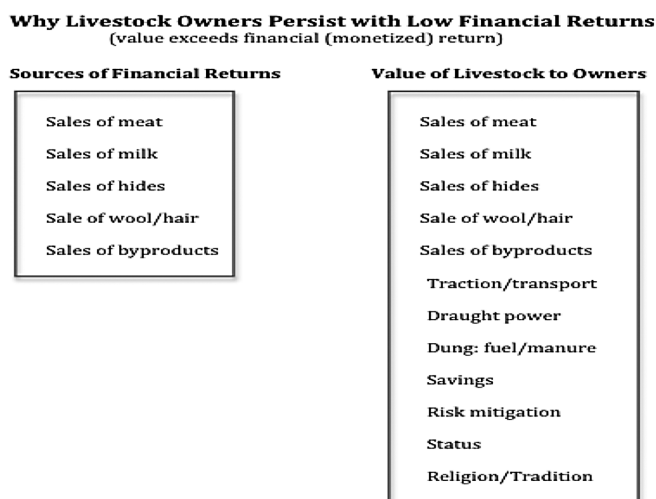 Why Livestock Owners Persist with Low Financial Returns
(value exceeds financial (monetized) return)
Sources of Financial Returns
Sales of meat
Sales of milk
Sales of hides
Sale of wool/hair
Sales of byproducts
Value of Livestock to Owners
Sales of meat
Sales of milk
Sales of hides
Sale of wool/hair
Sales of byproducts
Traction/transport
Draught power
Dung: fuel/manure
Savings
Risk mitigation
Status
Religion/Tradition